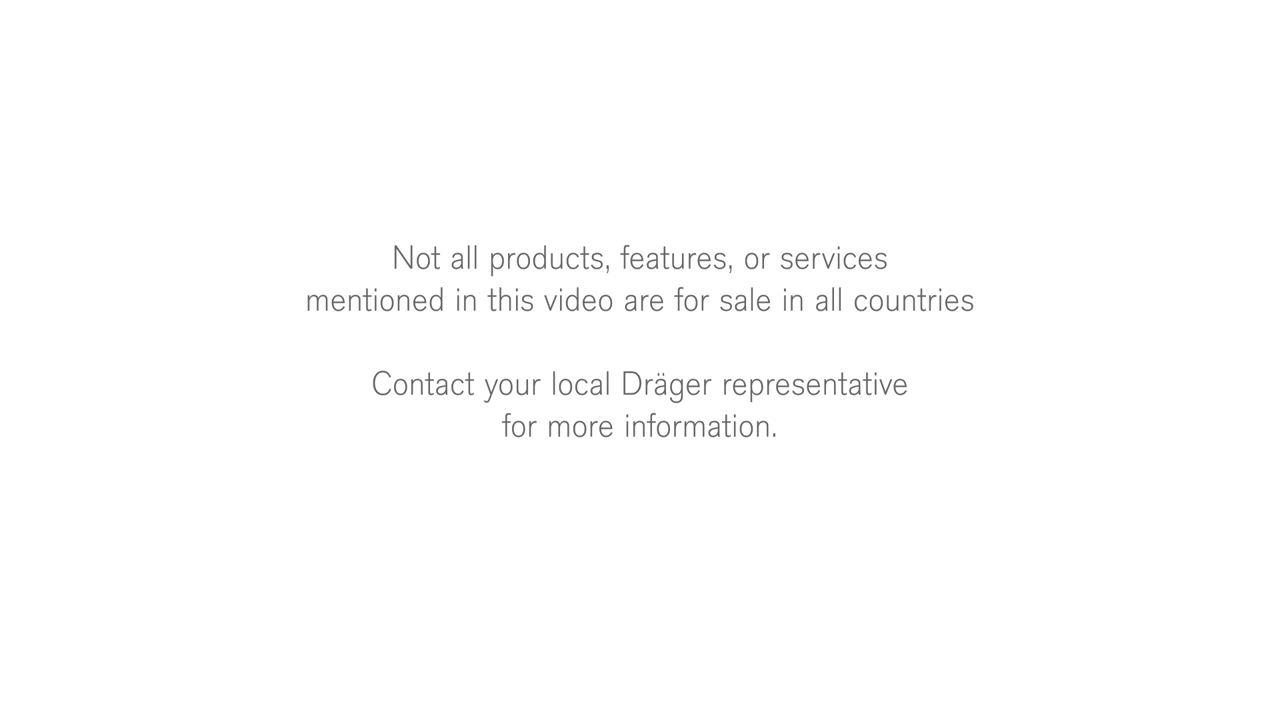 Not all products, features, or services
mentioned in this video are for sale in all countries
Contact your local Dräger representative
for more information.